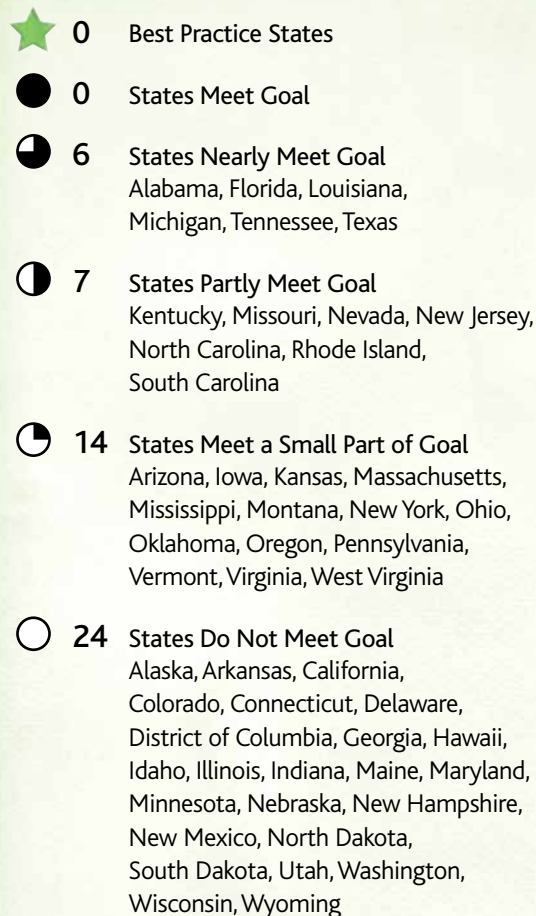 0 Best Practice States
0 States Meet Goal
6 States Nearly Meet Goal
Alabama, Florida, Louisiana,
Michigan, Tennessee, Texas
7 States Partly Meet Goal
Kentucky, Missouri, Nevada, New Jersey,
North Carolina, Rhode Island,
South Carolina
14 States Meet a Small Part of Goal
Arizona, Iowa, Kansas, Massachusetts,
Mississippi, Montana, New York, Ohio,
Oklahoma, Oregon, Pennsylvania,
Vermont, Virginia, West Virginia
24 States Do Not Meet Goal
Alaska, Arkansas, California,
Colorado, Connecticut, Delaware,
District of Columbia, Georgia, Hawaii,
Idaho, Illinois, Indiana, Maine, Maryland,
Minnesota, Nebraska, New Hampshire,
New Mexico, North Dakota,
South Dakota, Utah, Washington,
Wisconsin, Wyoming